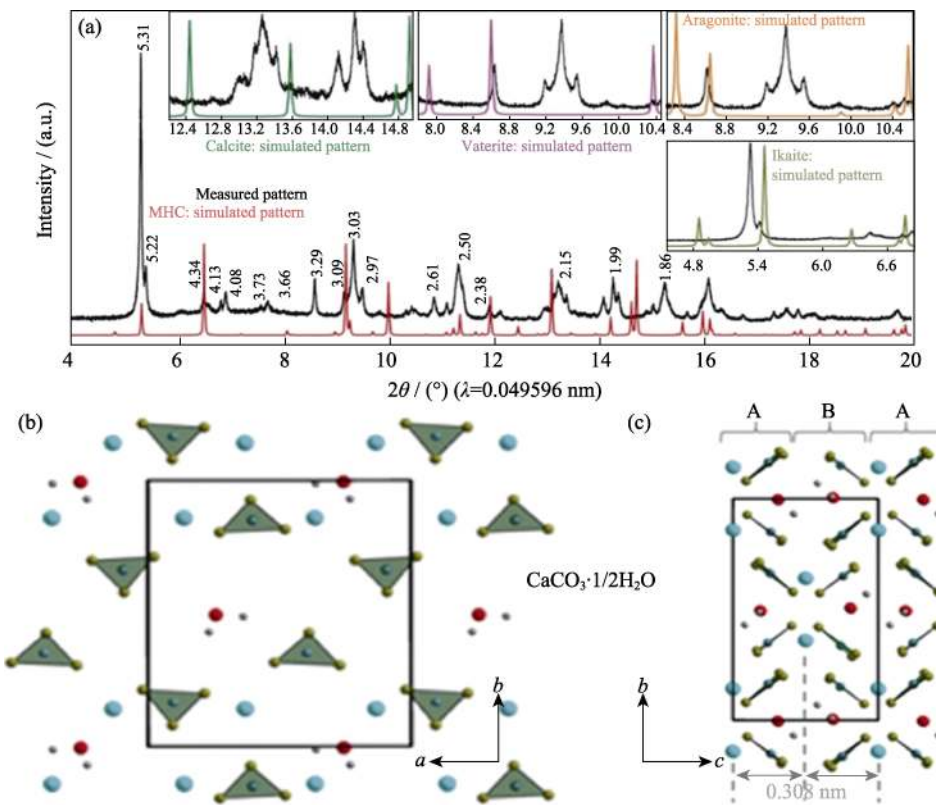 (a)
5.31
5.22
4.34
4.13
4.08
3.73
3.66
3.29
3.09
3.03
2.97
2.61
2.50
2.38
2.15
1.99
1.86
Intensity / (a.u.)
Measured pattern
MHC: simulated pattern
12.4 12.8 13.2 13.6 14.0 14.4 14.8
Calcite: simulated pattern
8.0 8.4 8.8 9.2 9.6 10.0 10.4
Vaterite: simulated pattern
Aragonite: simulated pattern
8.4 8.8 9.2 9.6 10.0 10.4
Ikaite:
simulated pattern
4.8 5.4 6.0 6.6
4 6 8 10 12 14 16 18 20
2θ / (°) (λ=0.049596 nm)
(b)
(c)
A B A
CaCO₃·1/2H₂O
b
a
b
c
0.308 nm